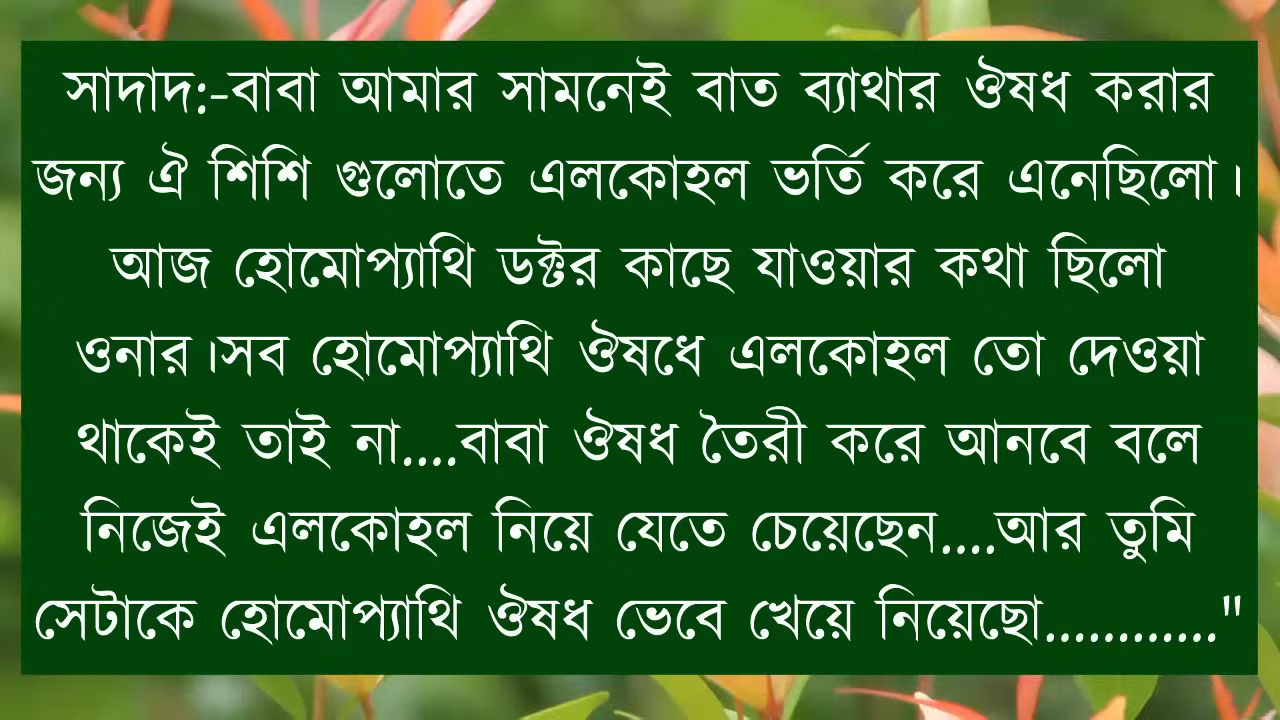 সাদাদ:-বাবা আমার সামনেই বাত ব্যাথার ঔষধ করার
জন্য ঐ শিশি গুলোতে এলকোহল ভর্তি করে এনেছিলো।
আজ হোমোপ্যাথি ডক্টর কাছে যাওয়ার কথা ছিলো
ওনার।সব হোমোপ্যাথি ঔষধে এলকোহল তো দেওয়া
থাকেই তাই না....বাবা ঔষধ তৈরী করে আনবে বলে
নিজেই এলকোহল নিয়ে যেতে চেয়েছেন....আর তুমি
সেটাকে হোমোপ্যাথি ঔষধ ভেবে খেয়ে নিয়েছো............"